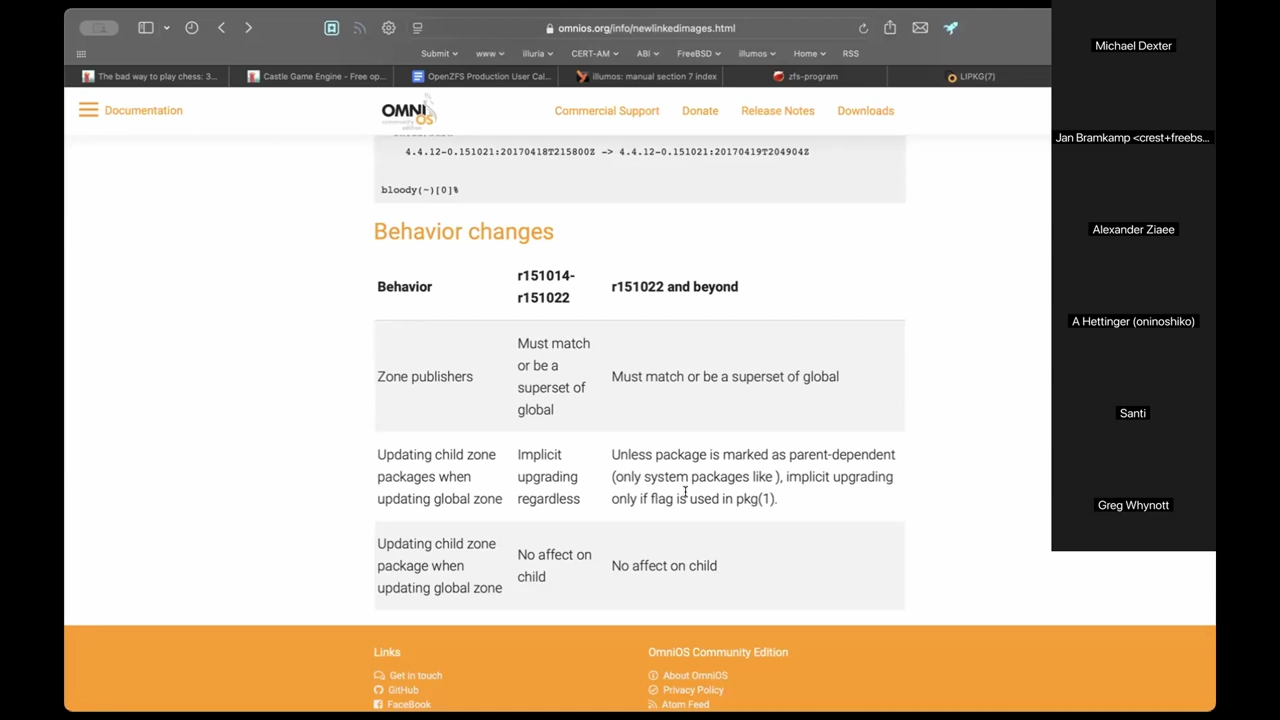 omnios.org/info/newlinkedimages.html
Submit www illuria CERT-AM ABI FreeBSD illumos Home RSS
The bad way to play chess: 3... Castle Game Engine - Free op... OpenZFS Production User Cal... illumos: manual section 7 index zfs-program LIPKG(7)
Documentation
OMNI
OS
community
edition
Commercial Support Donate Release Notes Downloads
4.4.12-0.151021:20170418T215800Z -> 4.4.12-0.151021:20170419T204904Z
bloody(~)[0]%
Behavior changes
Behavior
r151014-
r151022
r151022 and beyond
Zone publishers
Must match
or be a
superset of
global
Must match or be a superset of global
Updating child zone
packages when
updating global zone
Implicit
upgrading
regardless
Unless package is marked as parent-dependent
(only system packages like ), implicit upgrading
only if flag is used in pkg(1).
Updating child zone
package when
updating global zone
No affect on
child
No affect on child
Links
Get in touch
GitHub
FaceBook
OmniOS Community Edition
About OmniOS
Privacy Policy
Atom Feed
Michael Dexter
Jan Bramkamp <crest+freebs...
Alexander Ziaee
A Hettinger (oninoshiko)
Santi
Greg Whynott